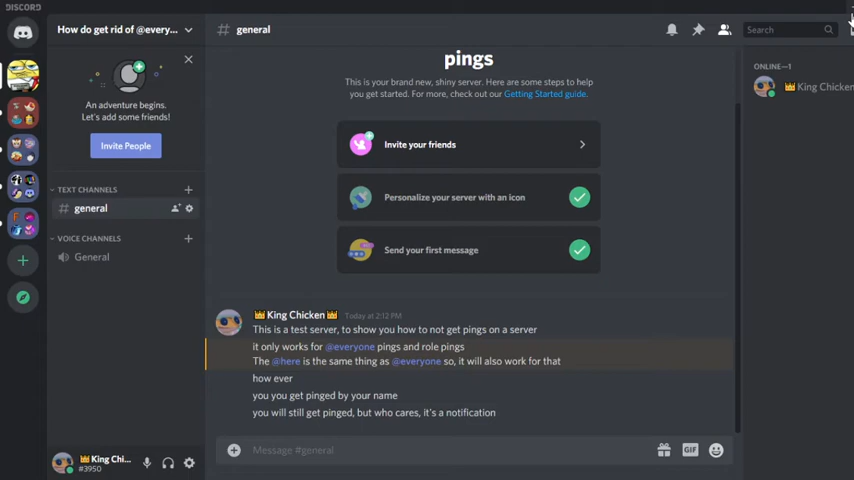 DISCORD
How do get rid of @every...
general
Search
pings
This is your brand new, shiny server. Here are some steps to help
you get started. For more, check out our Getting Started guide.
An adventure begins.
Let's add some friends!
Invite People
Invite your friends
Personalize your server with an icon
Send your first message
TEXT CHANNELS
general
VOICE CHANNELS
General
King Chicken Today at 2:12 PM
This is a test server, to show you how to not get pings on a server
it only works for @everyone pings and role pings
The @here is the same thing as @everyone so, it will also work for that
how ever
you you get pinged by your name
you will still get pinged, but who cares, it's a notification
Message #general
GIF
King Chi...
#3950
ONLINE—1
King Chicken